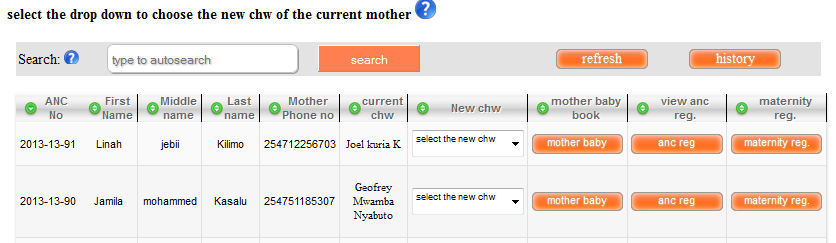 select the drop down to choose the new chw of the current mother ?
Search: ? type to autosearch search refresh history
ANC No First Name Middle name Last name Mother Phone no current chw New chw mother baby book view anc reg. maternity reg.
2013-13-91 Linah jebii Kilimo 254712256703 Joel kuria K select the new chw mother baby anc reg maternity reg.
2013-13-90 Jamila mohammed Kasalu 254751185307 Geofrey Mwamba Nyabuto select the new chw mother baby anc reg maternity reg.